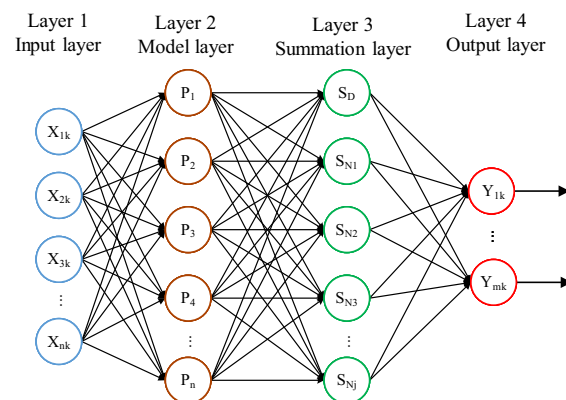 Layer 1
Input layer
Layer 2
Model layer
Layer 3
Summation layer
Layer 4
Output layer
X1k
X2k
X3k
...
Xnk
P1
P2
P3
P4
...
Pn
SD
SN1
SN2
SN3
...
SNj
Y1k
...
Ymk